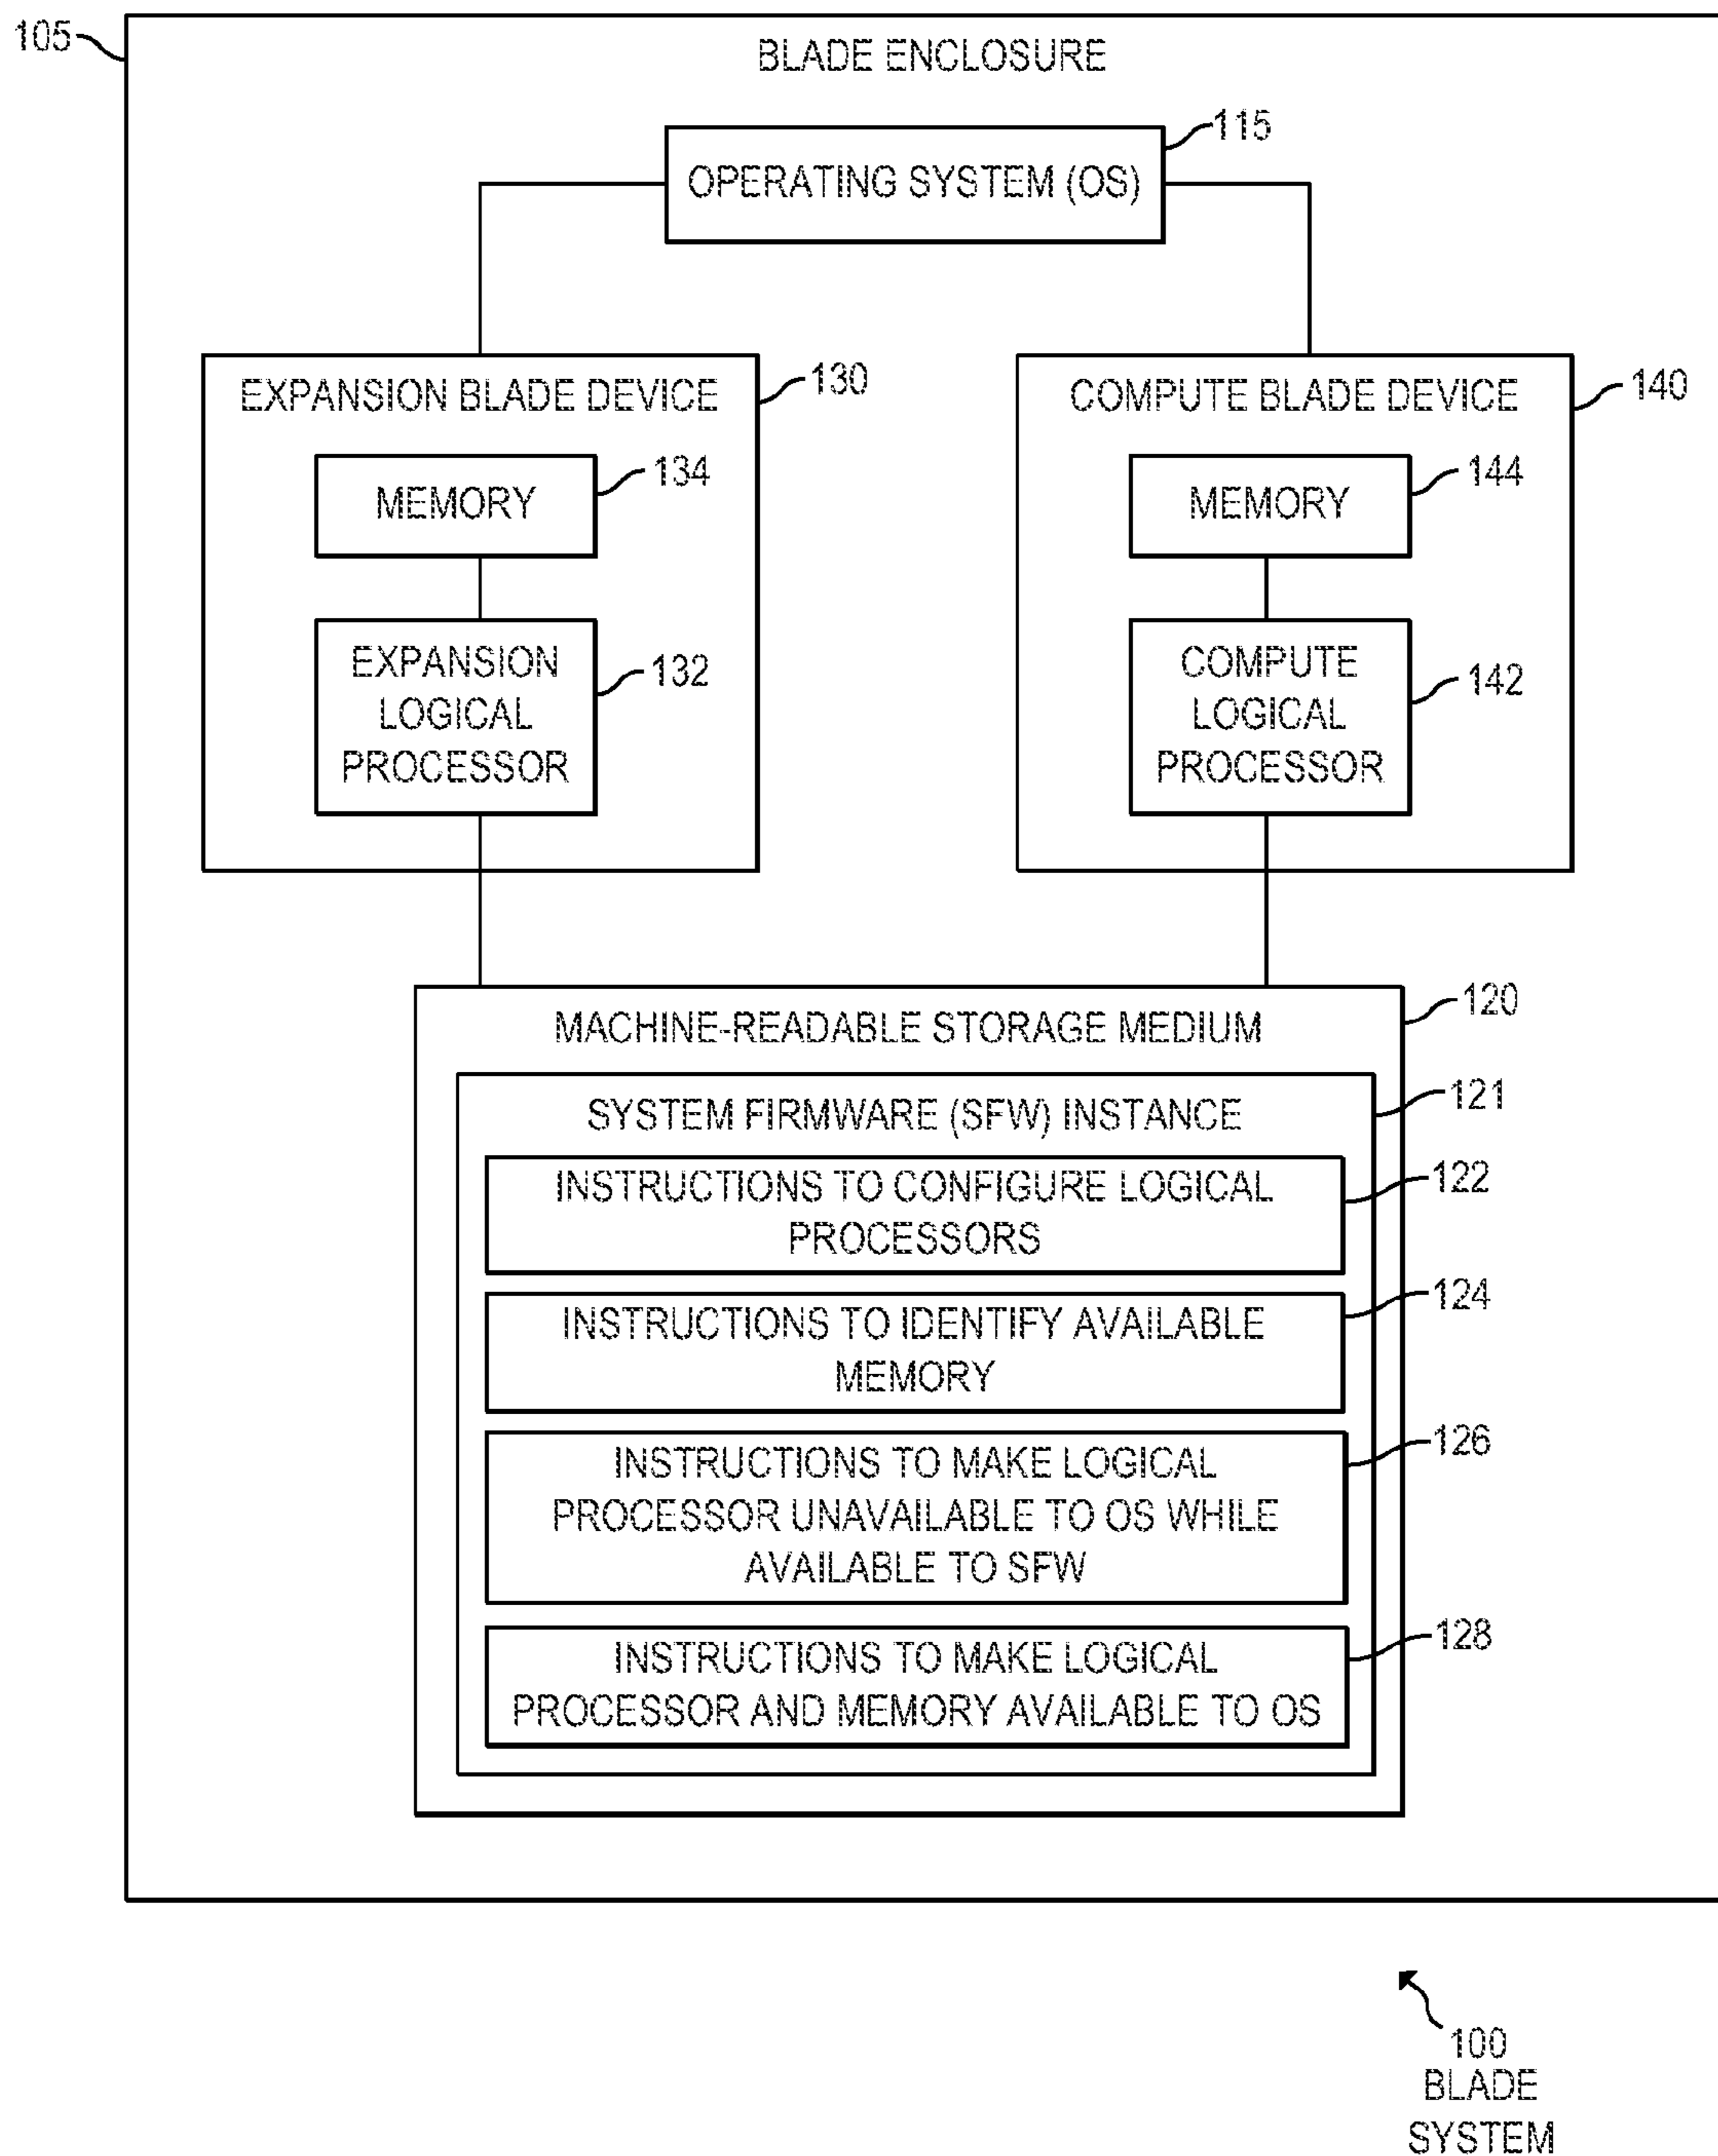 105
BLADE ENCLOSURE
115
OPERATING SYSTEM (OS)
EXPANSION BLADE DEVICE
130
MEMORY
134
EXPANSION
LOGICAL
PROCESSOR
132
COMPUTE BLADE DEVICE
140
MEMORY
144
COMPUTE
LOGICAL
PROCESSOR
142
MACHINE-READABLE STORAGE MEDIUM
120
SYSTEM FIRMWARE (SFW) INSTANCE
121
INSTRUCTIONS TO CONFIGURE LOGICAL
PROCESSORS
122
INSTRUCTIONS TO IDENTIFY AVAILABLE
MEMORY
124
INSTRUCTIONS TO MAKE LOGICAL
PROCESSOR UNAVAILABLE TO OS WHILE
AVAILABLE TO SFW
126
INSTRUCTIONS TO MAKE LOGICAL
PROCESSOR AND MEMORY AVAILABLE TO OS
128
100
BLADE
SYSTEM